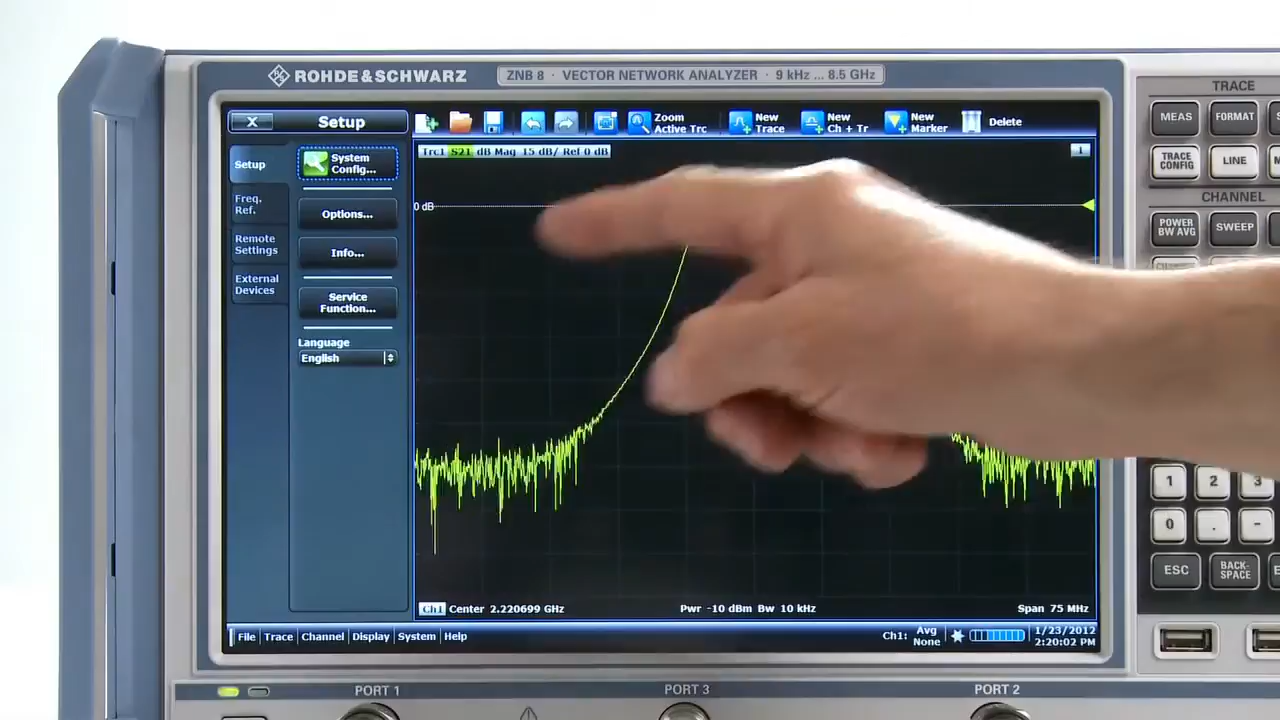 ROHDE&SCHWARZ
ZNB 8 · VECTOR NETWORK ANALYZER · 9 kHz ... 8.5 GHz
TRACE
MEAS
FORMAT
TRACE
CONFIG
LINE
CHANNEL
POWER
BW AVG
SWEEP
X
Setup
Zoom
Active Trc
New
Trace
New
Ch + Tr
New
Marker
Delete
Setup
Freq.
Ref.
Remote
Settings
External
Devices
System
Config...
Options...
Info...
Service
Function...
Language
English
Trc1 S21 dB Mag 15 dB/ Ref 0 dB
1
0 dB
Ch1 Center 2.220699 GHz
Pwr -10 dBm Bw 10 kHz
Span 75 MHz
File Trace Channel Display System Help
Ch1:
Avg
None
1/23/2012
2:20:02 PM
1
2
3
0
.
-
ESC
BACK-
SPACE
PORT 1
PORT 3
PORT 2